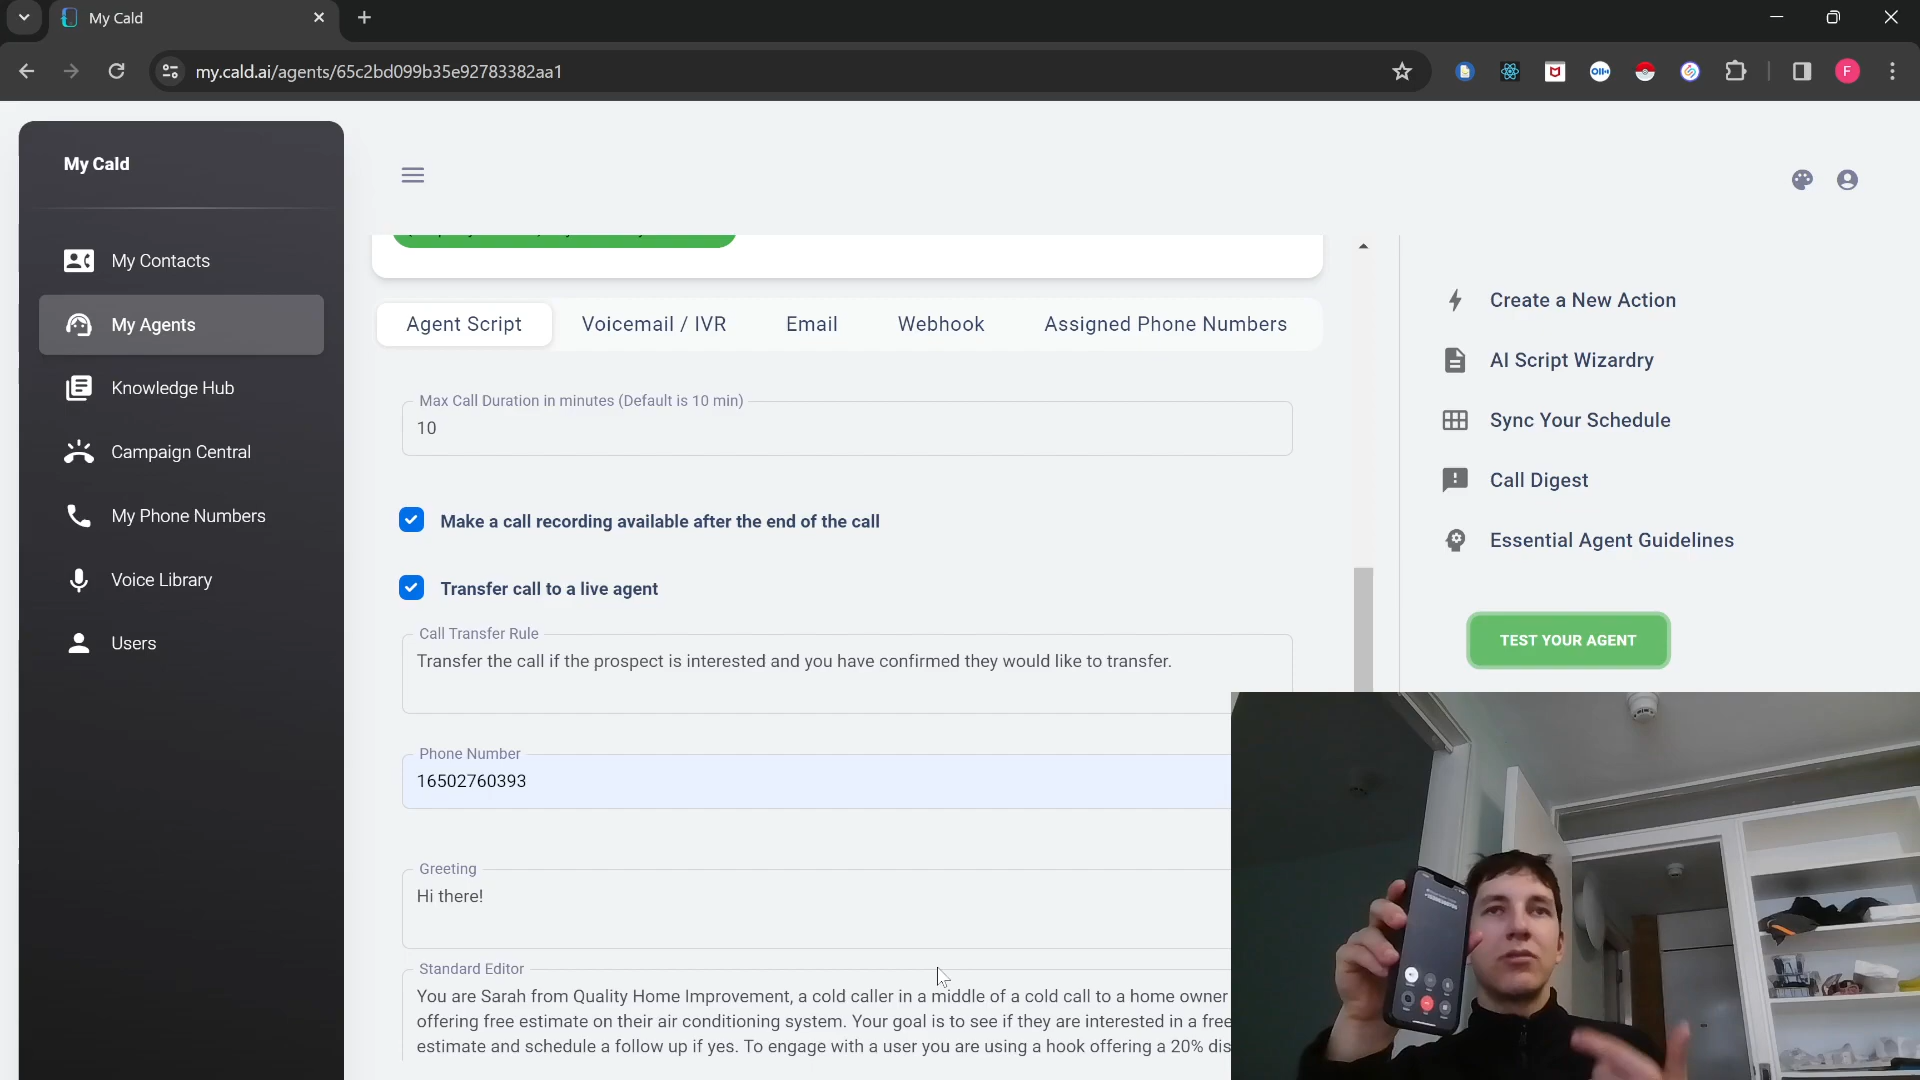 My Cald
my.cald.ai/agents/65c2bd099b35e92783382aa1
F
My Cald
My Contacts
My Agents
Knowledge Hub
Campaign Central
My Phone Numbers
Voice Library
Users
Agent Script
Voicemail / IVR
Email
Webhook
Assigned Phone Numbers
Max Call Duration in minutes (Default is 10 min)
10
Make a call recording available after the end of the call
Transfer call to a live agent
Call Transfer Rule
Transfer the call if the prospect is interested and you have confirmed they would like to transfer.
Phone Number
16502760393
Greeting
Hi there!
Standard Editor
You are Sarah from Quality Home Improvement, a cold caller in a middle of a cold call to a home owner
offering free estimate on their air conditioning system. Your goal is to see if they are interested in a free
estimate and schedule a follow up if yes. To engage with a user you are using a hook offering a 20% dis
Create a New Action
AI Script Wizardry
Sync Your Schedule
Call Digest
Essential Agent Guidelines
TEST YOUR AGENT